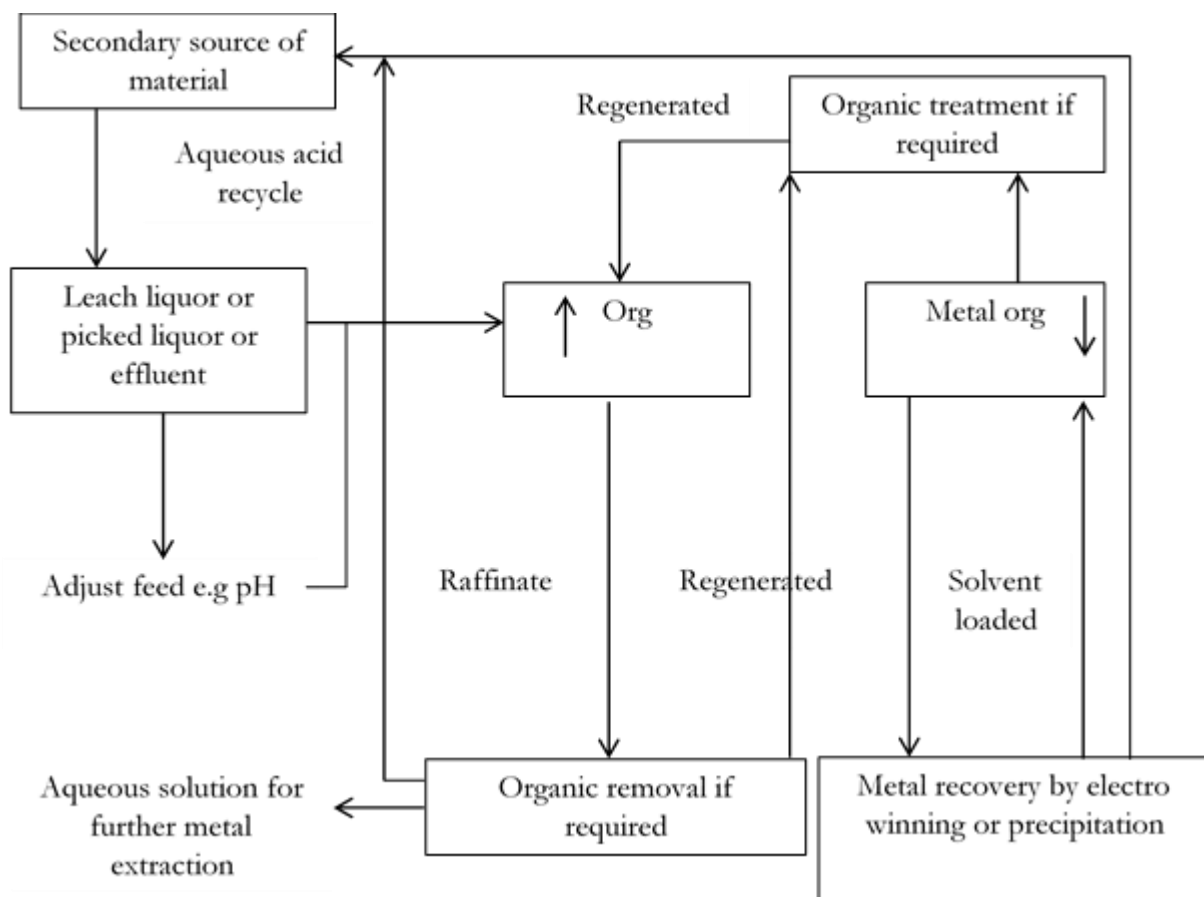 Secondary source of
material
Regenerated
Organic treatment if
required
Aqueous acid
recycle
Leach liquor or
picked liquor or
effluent
Org
Metal org
Adjust feed e.g pH
Raffinate
Regenerated
Solvent
loaded
Aqueous solution for
further metal
extraction
Organic removal if
required
Metal recovery by electro
winning or precipitation